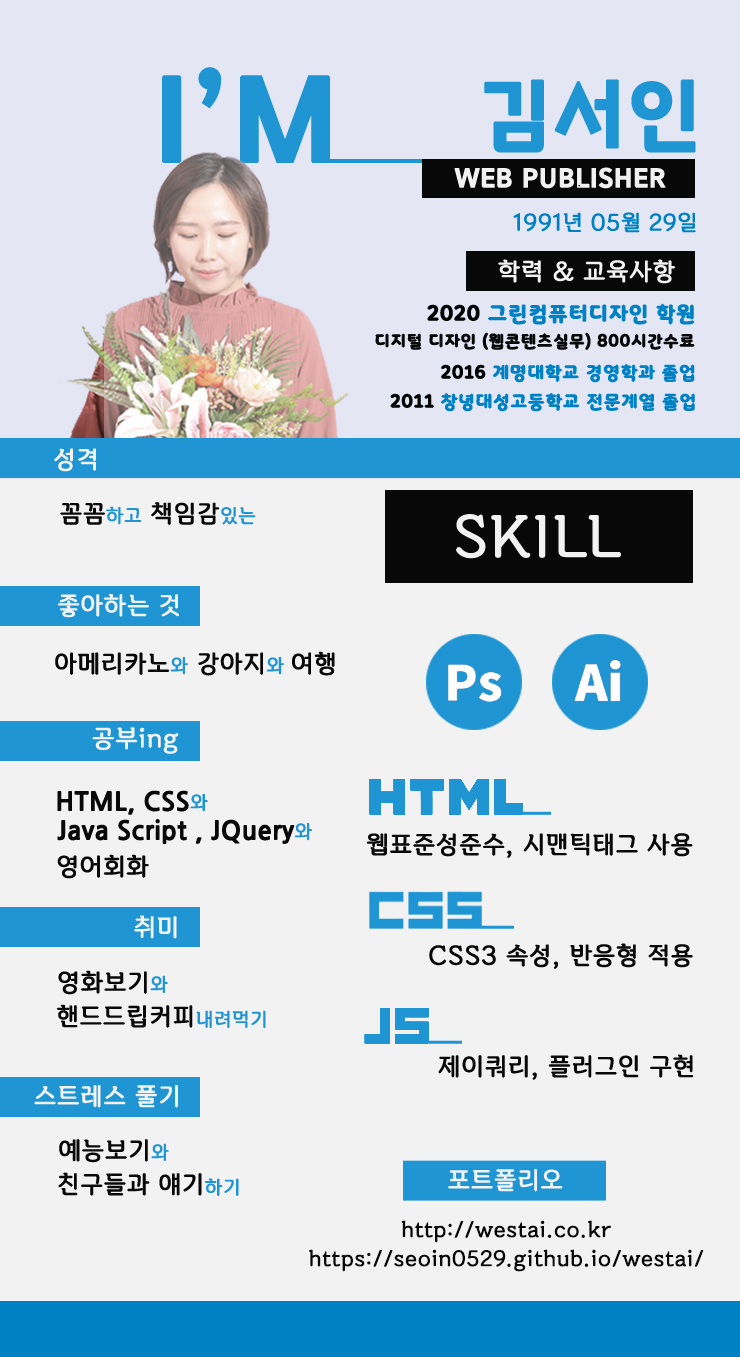 I'M 김서인
WEB PUBLISHER
1991년 05월 29일
학력 & 교육사항
2020 그린컴퓨터디자인 학원
디지털 디자인 (웹콘텐츠실무) 800시간수료
2016 계명대학교 경영학과 졸업
2011 창녕대성고등학교 전문계열 졸업
성격
꼼꼼하고 책임감있는
좋아하는 것
아메리카노와 강아지와 여행
공부ing
HTML, CSS와
Java Script , JQuery와
영어회화
취미
영화보기와
핸드드립커피내려먹기
스트레스 풀기
예능보기와
친구들과 얘기하기
SKILL
Ps Ai
HTML
웹표준성준수, 시맨틱태그 사용
CSS
CSS3 속성, 반응형 적용
JS
제이쿼리, 플러그인 구현
포트폴리오
http://westai.co.kr
https://seoin0529.github.io/westai/